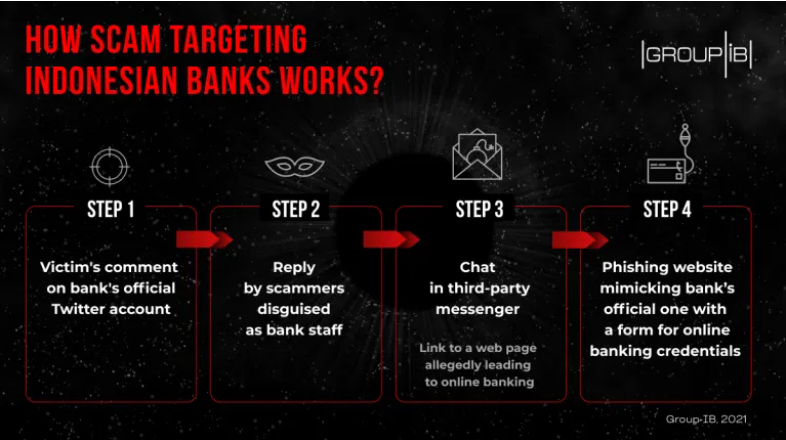 HOW SCAM TARGETING
INDONESIAN BANKS WORKS?
|GROUP|iB|
STEP 1
Victim's comment
on bank's official
Twitter account
STEP 2
Reply
by scammers
disguised
as bank staff
STEP 3
Chat
in third-party
messenger
Link to a web page
allegedly leading
to online banking
STEP 4
Phishing website
mimicking bank's
official one with
a form for online
banking credentials
Group-IB, 2021